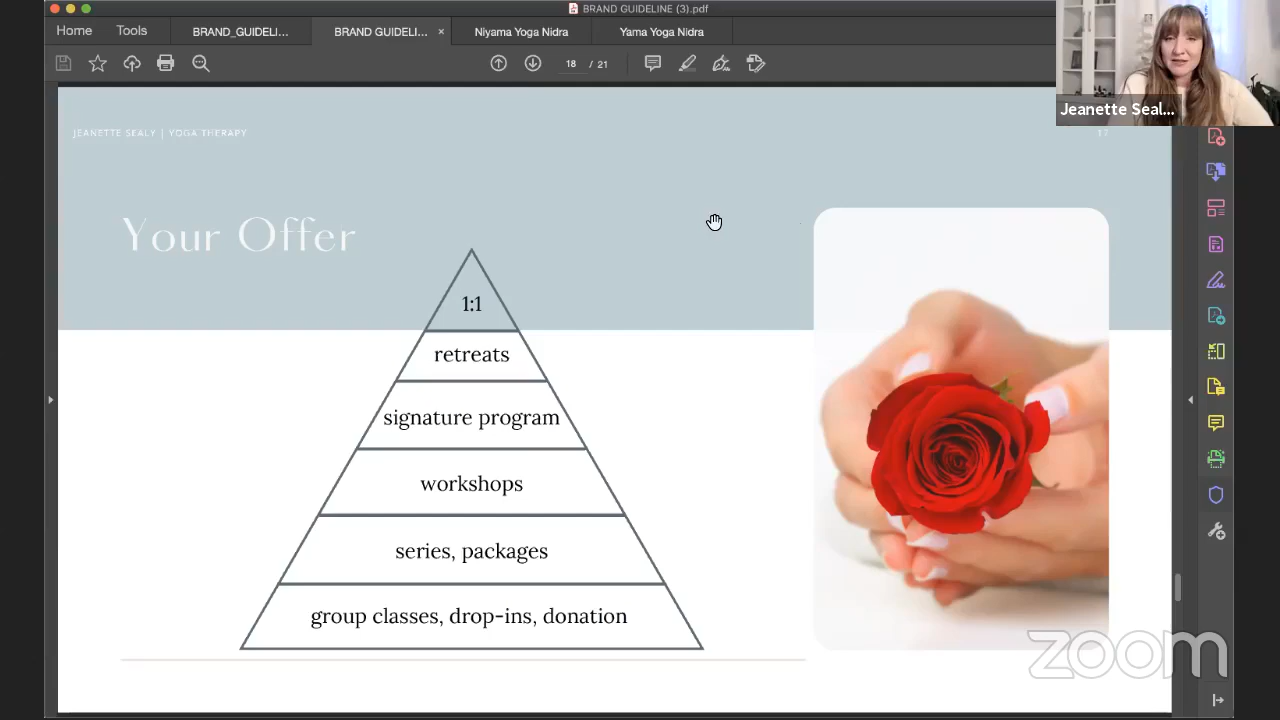 BRAND GUIDELINE (3).pdf
Home
Tools
BRAND_GUIDELI...
BRAND GUIDELI... ×
Niyama Yoga Nidra
Yama Yoga Nidra
18 / 21
Jeanette Seal...
JEANETTE SEALY | YOGA THERAPY
17
Your Offer
1:1
retreats
signature program
workshops
series, packages
group classes, drop-ins, donation
zoom